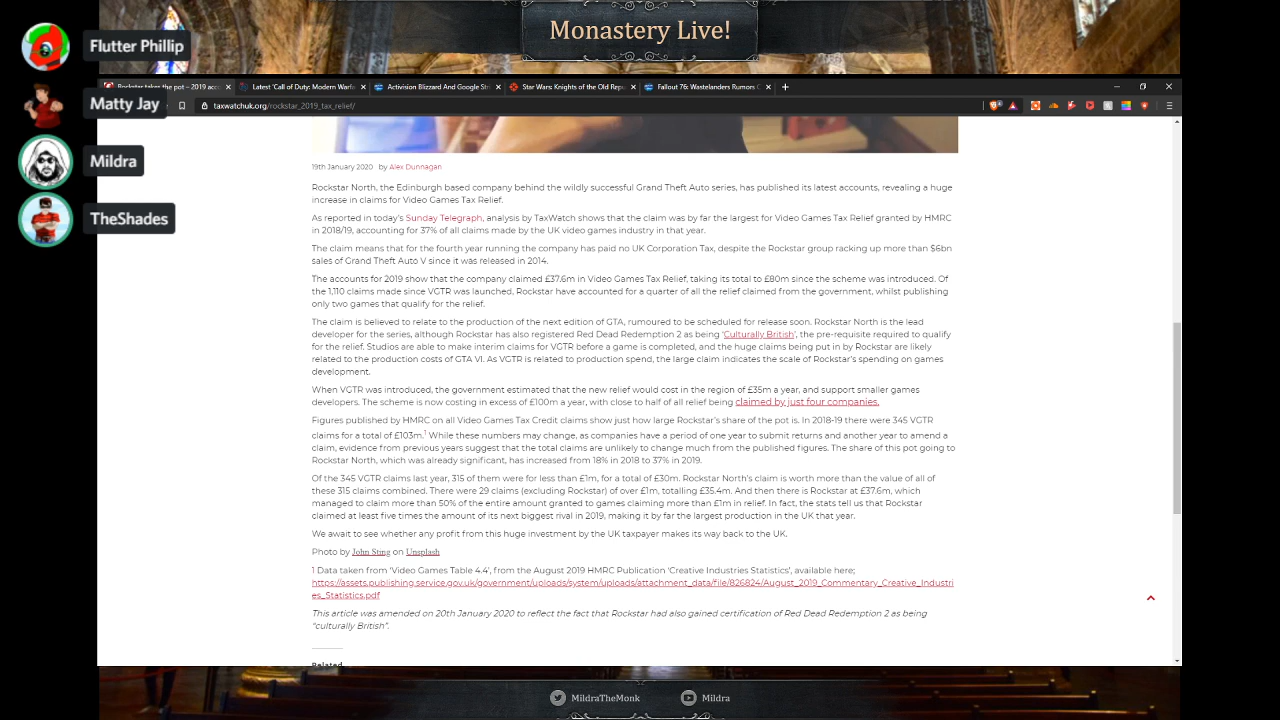 Monastery Live!
Flutter Phillip
Matty Jay
Mildra
TheShades
Rockstar takes the pot – 2019 acc
Latest 'Call of Duty: Modern Warfa
Activision Blizzard And Google St
Star Wars: Knights of the Old Rep
Fallout 76: Wastelanders Rumors C
taxwatchuk.org/rockstar_2019_tax_relief/
19th January 2020 by Alex Dunnagan
Rockstar North, the Edinburgh based company behind the wildly successful Grand Theft Auto series, has published its latest accounts, revealing a huge
increase in claims for Video Games Tax Relief.
As reported in today's Sunday Telegraph, analysis by TaxWatch shows that the claim was by far the largest for Video Games Tax Relief granted by HMRC
in 2018/19, accounting for 37% of all claims made by the UK video games industry in that year.
The claim means that for the fourth year running the company has paid no UK Corporation Tax, despite the Rockstar group racking up more than $6bn
sales of Grand Theft Auto V since it was released in 2014.
The accounts for 2019 show that the company claimed £37.6m in Video Games Tax Relief, taking its total to £80m since the scheme was introduced. Of
the 1,110 claims made since VGTR was launched, Rockstar have accounted for a quarter of all the relief claimed from the government, whilst publishing
only two games that qualify for the relief.
The claim is believed to relate to the production of the next edition of GTA, rumoured to be scheduled for release soon. Rockstar North is the lead
developer for the series, although Rockstar has also registered Red Dead Redemption 2 as being 'Culturally British', the pre-requisite required to qualify
for the relief. Studios are able to make interim claims for VGTR before a game is completed, and the huge claims being put in by Rockstar are likely
related to the production costs of GTA VI. As VGTR is related to production spend, the large claim indicates the scale of Rockstar's spending on games
development.
When VGTR was introduced, the government estimated that the new relief would cost in the region of £35m a year, and support smaller games
developers. The scheme is now costing in excess of £100m a year, with close to half of all relief being claimed by just four companies.
Figures published by HMRC on all Video Games Tax Credit claims show just how large Rockstar's share of the pot is. In 2018-19 there were 345 VGTR
claims for a total of £103m.1 While these numbers may change, as companies have a period of one year to submit returns and another year to amend a
claim, evidence from previous years suggest that the total claims are unlikely to change much from the published figures. The share of this pot going to
Rockstar North, which was already significant, has increased from 18% in 2018 to 37% in 2019.
Of the 345 VGTR claims last year, 315 of them were for less than £1m, for a total of £30m. Rockstar North's claim is worth more than the value of all of
these 315 claims combined. There were 29 claims (excluding Rockstar) of over £1m, totalling £35.4m. And then there is Rockstar at £37.6m, which
managed to claim more than 50% of the entire amount granted to games claiming more than £1m in relief. In fact, the stats tell us that Rockstar
claimed at least five times the amount of its next biggest rival in 2019, making it by far the largest production in the UK that year.
We await to see whether any profit from this huge investment by the UK taxpayer makes its way back to the UK.
Photo by John Sting on Unsplash
1 Data taken from 'Video Games Table 4.4', from the August 2019 HMRC Publication 'Creative Industries Statistics', available here;
https://assets.publishing.service.gov.uk/government/uploads/system/uploads/attachment_data/file/826824/August_2019_Commentary_Creative_Industri
es_Statistics.pdf
This article was amended on 20th January 2020 to reflect the fact that Rockstar had also gained certification of Red Dead Redemption 2 as being
"culturally British".
Related
MildraTheMonk
Mildra